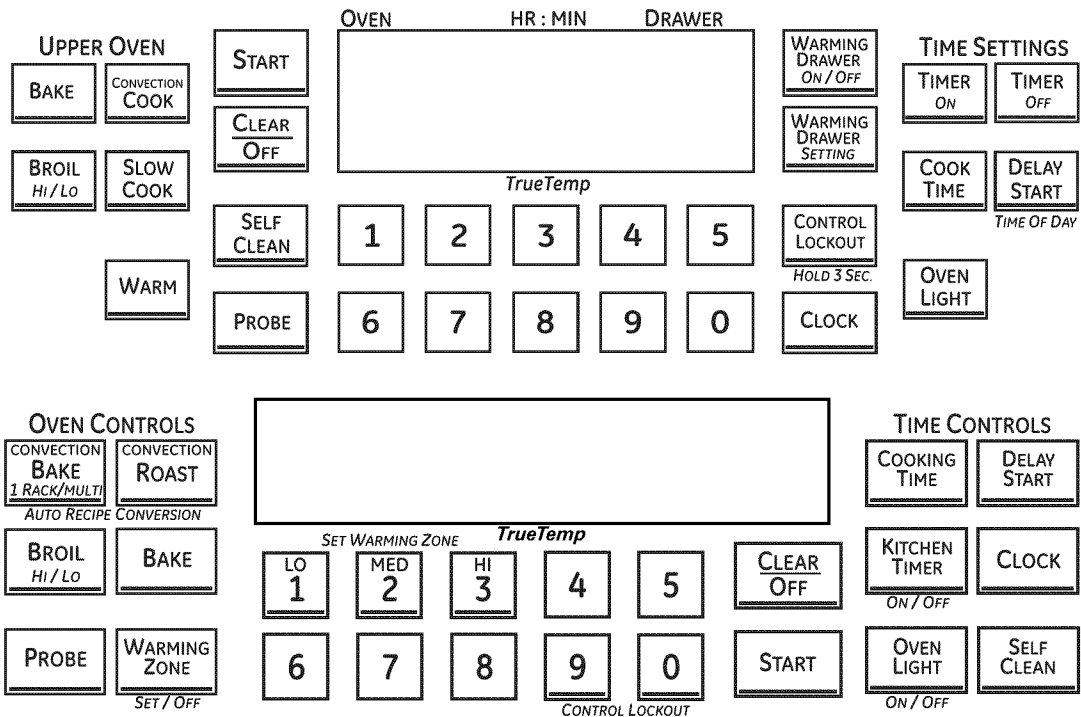 OVEN HR : MIN DRAWER
UPPER OVEN
BAKE
CONVECTION
COOK
BROIL
HI / LO
SLOW
COOK
WARM
START
CLEAR
OFF
SELF
CLEAN
PROBE
TrueTemp
1 2 3 4 5
6 7 8 9 0
WARMING
DRAWER
ON / OFF
WARMING
DRAWER
SETTING
CONTROL
LOCKOUT
HOLD 3 SEC.
CLOCK
TIME SETTINGS
TIMER
ON
TIMER
OFF
COOK
TIME
DELAY
START
TIME OF DAY
OVEN
LIGHT
OVEN CONTROLS
CONVECTION
BAKE
1 RACK/MULTI
CONVECTION
ROAST
AUTO RECIPE CONVERSION
BROIL
HI / LO
BAKE
PROBE
WARMING
ZONE
SET / OFF
SET WARMING ZONE
TrueTemp
LO
1
MED
2
HI
3
4
5
6 7 8 9 0
CONTROL LOCKOUT
CLEAR
OFF
START
TIME CONTROLS
COOKING
TIME
DELAY
START
KITCHEN
TIMER
ON / OFF
CLOCK
OVEN
LIGHT
ON / OFF
SELF
CLEAN